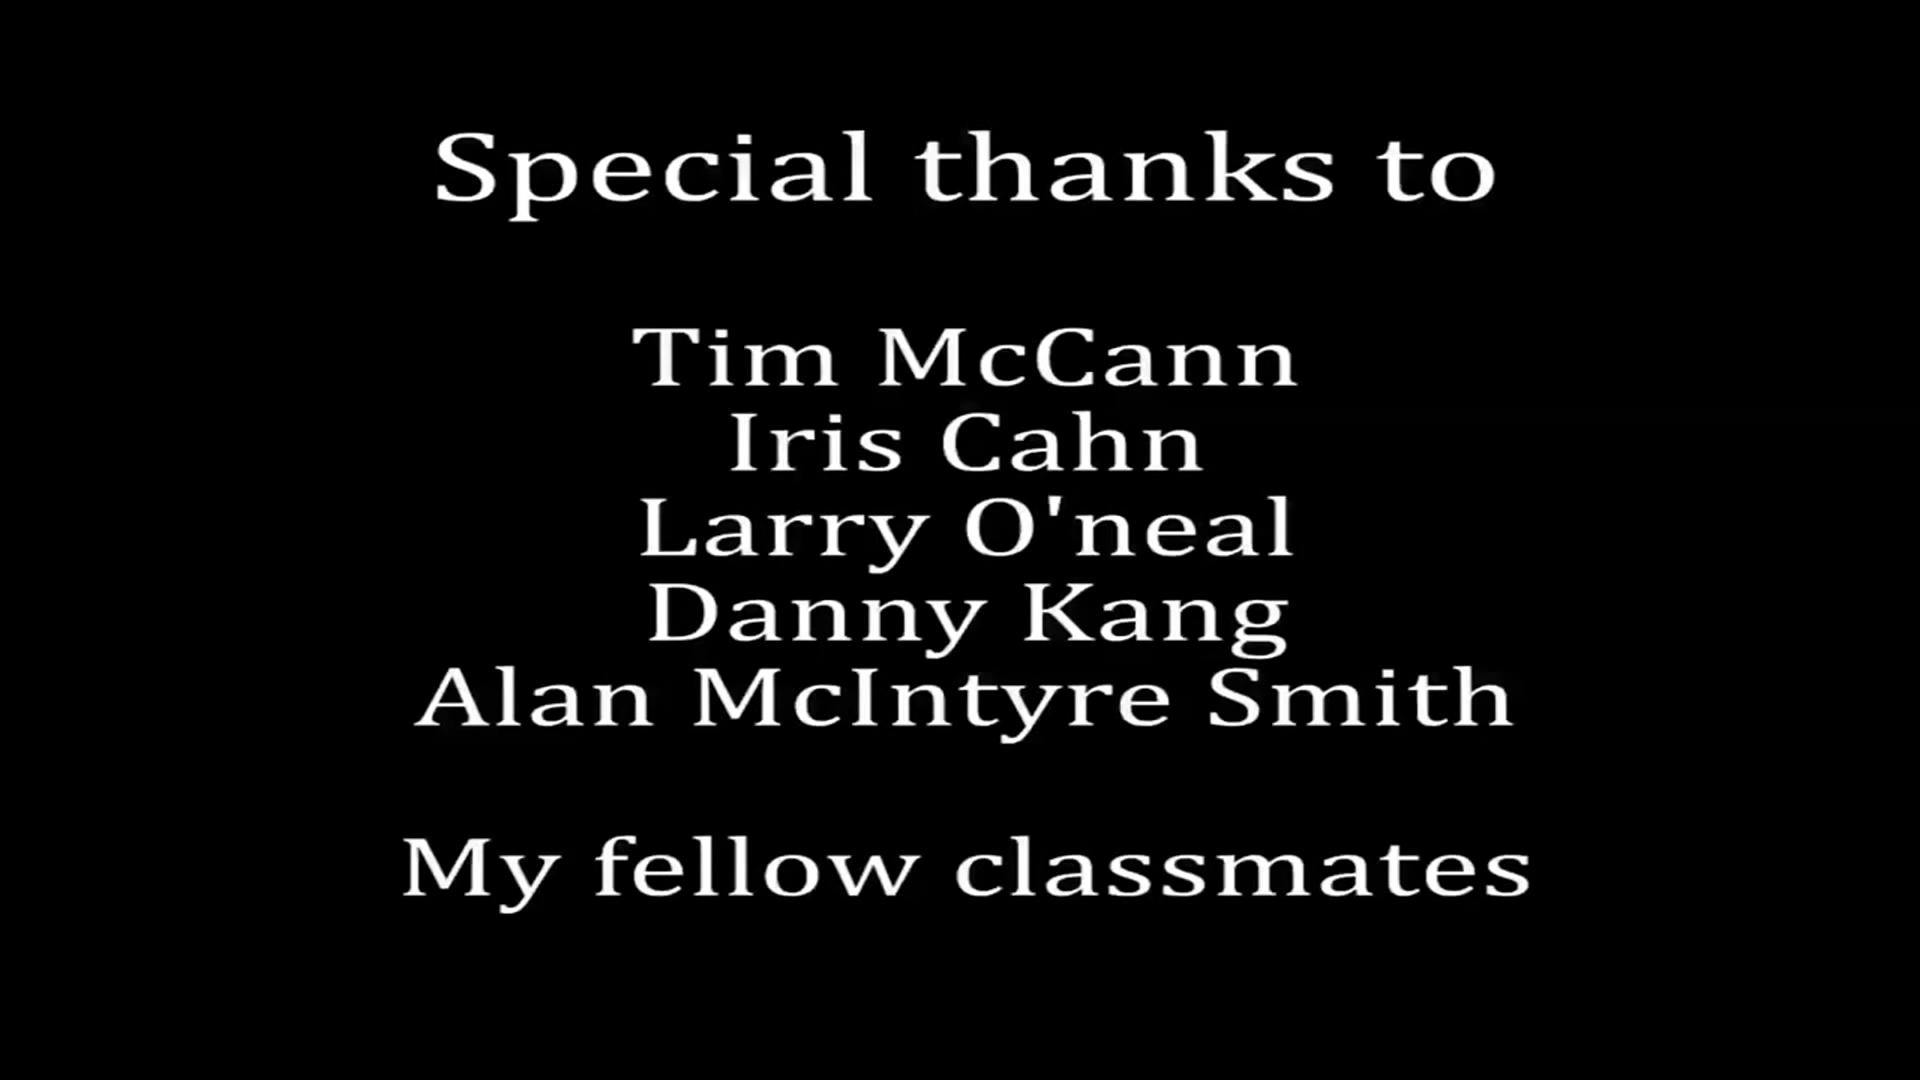 Special thanks to
Tim McCann
Iris Cahn
Larry O'neal
Danny Kang
Alan McIntyre Smith
My fellow classmates